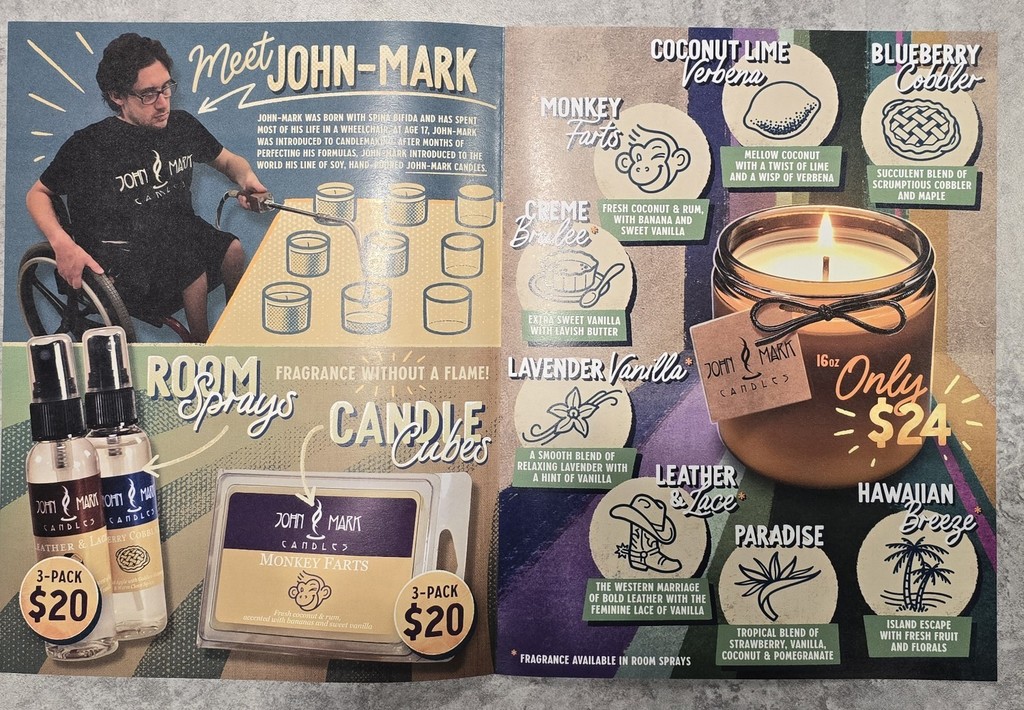 Meet JOHN-MARK
JOHN-MARK WAS BORN WITH SPINA BIFIDA AND HAS SPENT
MOST OF HIS LIFE IN A WHEELCHAIR. AT AGE 17, JOHN-MARK
WAS INTRODUCED TO CANDLEMAKING. AFTER MONTHS OF
PERFECTING HIS FORMULAS, JOHN-MARK INTRODUCED TO THE
WORLD HIS LINE OF SOY, HAND-POURED JOHN-MARK CANDLES.
JOHN MARK
CANDLES
ROOM
Sprays
FRAGRANCE WITHOUT A FLAME!
CANDLE
Cubes
JOHN MARK
CANDLES
LEATHER & LA
JOHN MAR
CANDLES
ERRY COBB
3-PACK
$20
JOHN MARK
CANDLES
MONKEY FARTS
Fresh coconut & rum,
accented with bananas and sweet vanilla
3-PACK
$20
COCONUT LIME
Verbena
MELLOW COCONUT
WITH A TWIST OF LIME
AND A WISP OF VERBENA
BLUEBERRY
Cobbler
SUCCULENT BLEND OF
SCRUMPTIOUS COBBLER
AND MAPLE
MONKEY
Farts
FRESH COCONUT & RUM,
WITH BANANA AND
SWEET VANILLA
CREME
Brulee*
EXTRA SWEET VANILLA
WITH LAVISH BUTTER
JOHN MARK
CANDLES
16OZ Only
$24
LAVENDER Vanilla*
A SMOOTH BLEND OF
RELAXING LAVENDER WITH
A HINT OF VANILLA
LEATHER
& Lace*
THE WESTERN MARRIAGE
OF BOLD LEATHER WITH THE
FEMININE LACE OF VANILLA
PARADISE
TROPICAL BLEND OF
STRAWBERRY, VANILLA,
COCONUT & POMEGRANATE
HAWAIIAN
Breeze*
ISLAND ESCAPE
WITH FRESH FRUIT
AND FLORALS
* FRAGRANCE AVAILABLE IN ROOM SPRAYS